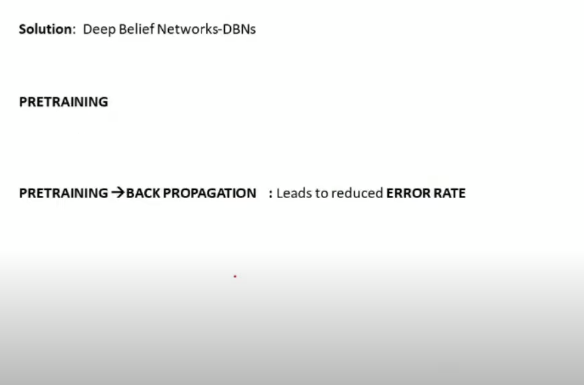 Solution: Deep Belief Networks-DBNs
PRETRAINING
PRETRAINING →BACK PROPAGATION : Leads to reduced ERROR RATE